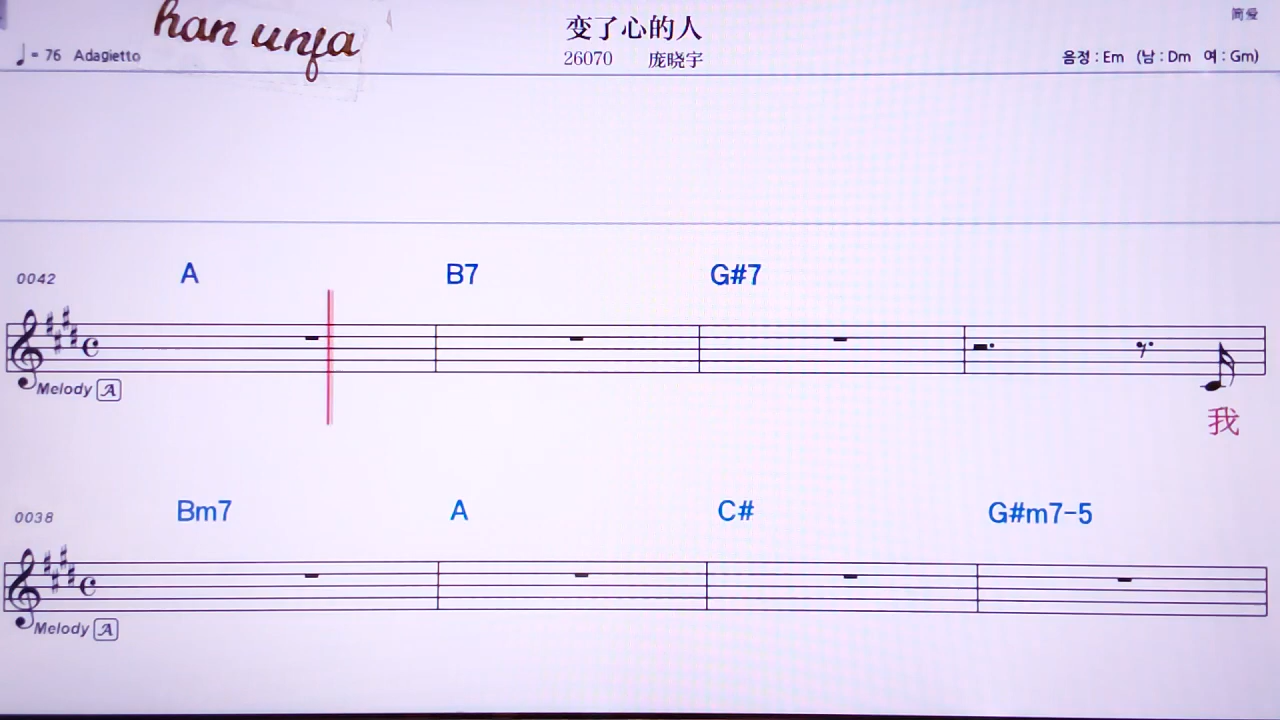 han unfa
变了心的人
简爱
♩= 76 Adagietto
26070 庞晓宇
음정 : Em (남 : Dm 여 : Gm)
0042
A B7 G#7
Melody A
我
0038
Bm7 A C# G#m7-5
Melody A